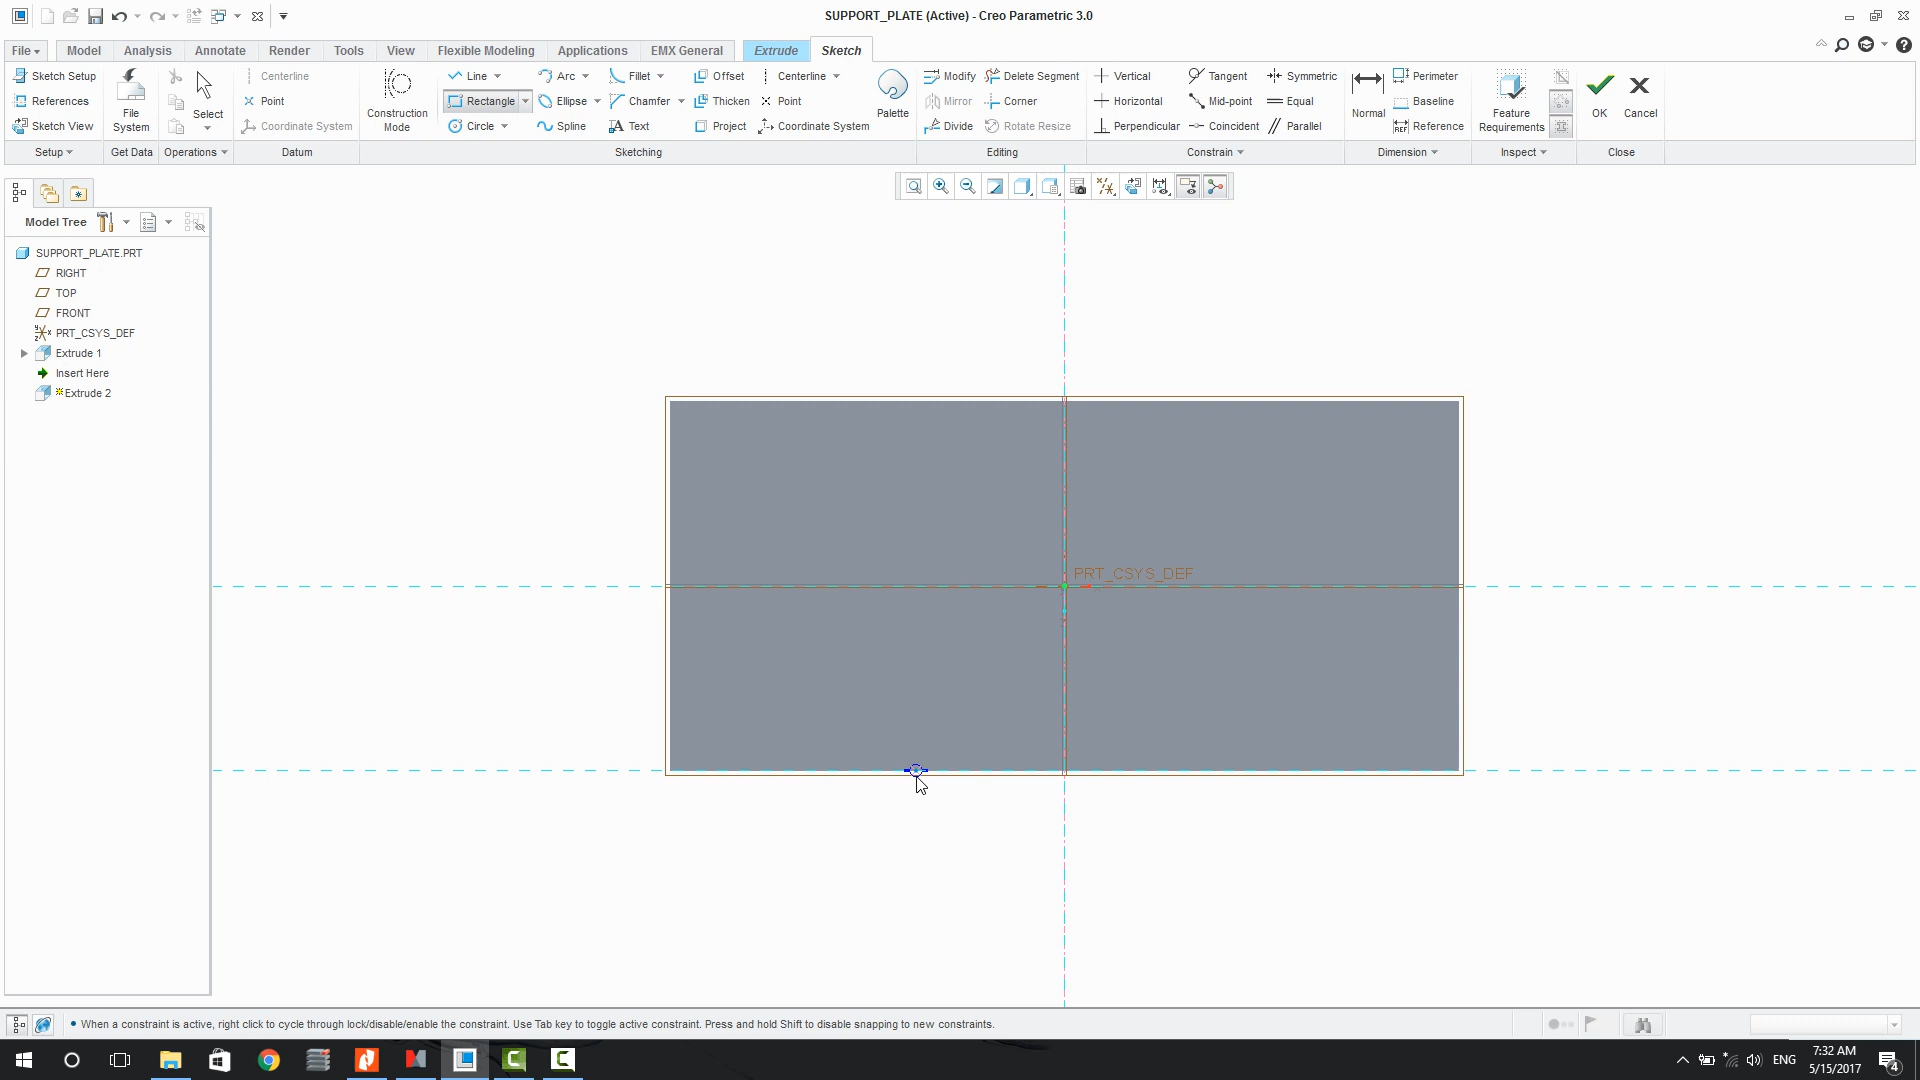 SUPPORT_PLATE (Active) - Creo Parametric 3.0
File Model Analysis Annotate Render Tools View Flexible Modeling Applications EMX General Extrude Sketch
Sketch Setup Centerline Line Arc Fillet Offset Centerline Modify Delete Segment Vertical Tangent Symmetric Perimeter
References Point Rectangle Ellipse Chamfer Thicken Point Mirror Corner Horizontal Mid-point Equal Baseline
Sketch View Coordinate System Circle Spline Text Project Coordinate System Divide Rotate Resize Perpendicular Coincident Parallel Reference
File System
Select
Construction Mode
Palette
Normal
Feature Requirements
OK Cancel
Setup Get Data Operations Datum Sketching Editing Constrain Dimension Inspect Close
Model Tree
SUPPORT_PLATE.PRT
RIGHT
TOP
FRONT
PRT_CSYS_DEF
Extrude 1
Insert Here
Extrude 2
PRT_CSYS_DEF
When a constraint is active, right click to cycle through lock/disable/enable the constraint. Use Tab key to toggle active constraint. Press and hold Shift to disable snapping to new constraints.
ENG
7:32 AM
5/15/2017
4